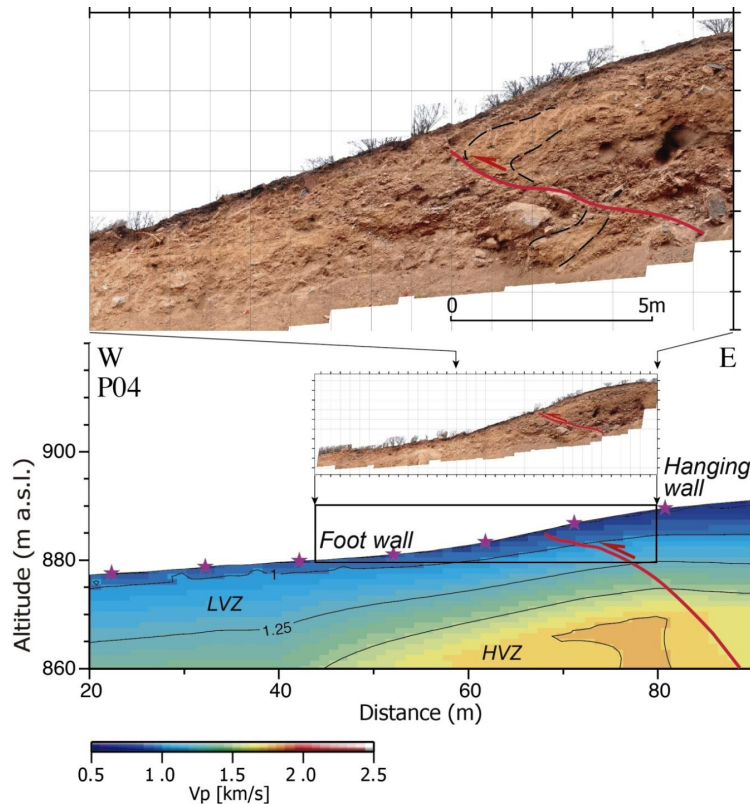 0 5m
W E
P04
900
880
860
Altitude (m a.s.l.)
Hanging
wall
Foot wall
1
LVZ
1.25
HVZ
20 40 60 80
Distance (m)
0.5 1.0 1.5 2.0 2.5
Vp [km/s]